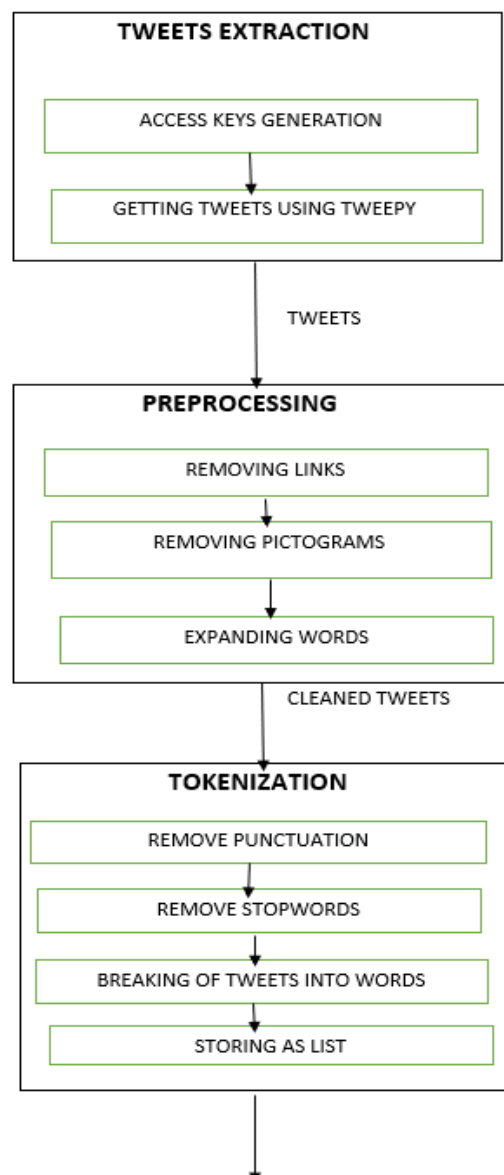 TWEETS EXTRACTION
ACCESS KEYS GENERATION
GETTING TWEETS USING TWEEPY
TWEETS
PREPROCESSING
REMOVING LINKS
REMOVING PICTOGRAMS
EXPANDING WORDS
CLEANED TWEETS
TOKENIZATION
REMOVE PUNCTUATION
REMOVE STOPWORDS
BREAKING OF TWEETS INTO WORDS
STORING AS LIST